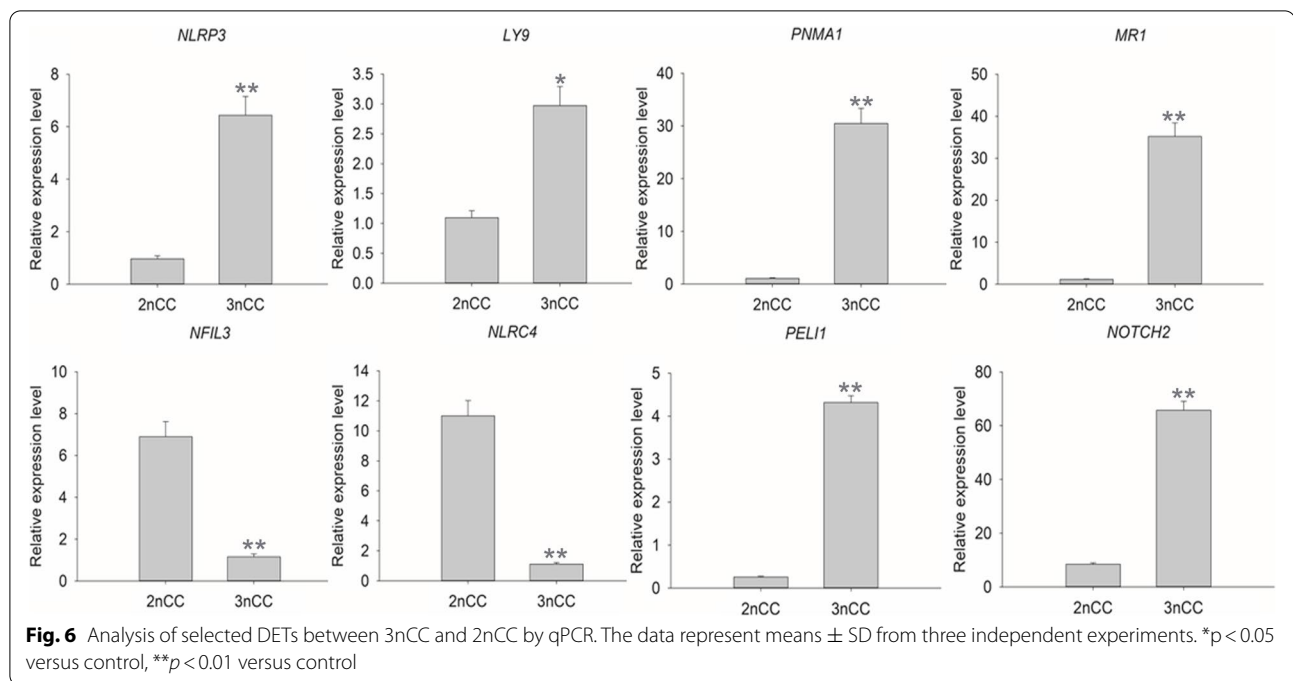 NLRP3
LY9
PNMA1
MR1
Relative expression level
8
6
4
2
0
**
2nCC
3nCC
Relative expression level
3.5
3.0
2.5
2.0
1.5
1.0
0.5
0.0
*
2nCC
3nCC
Relative expression level
40
30
20
10
0
**
2nCC
3nCC
Relative expression level
50
40
30
20
10
0
**
2nCC
3nCC
NFIL3
NLRC4
PELI1
NOTCH2
Relative expression level
10
8
6
4
2
0
**
2nCC
3nCC
Relative expression level
14
12
10
8
6
4
2
0
**
2nCC
3nCC
Relative expression level
5
4
3
2
1
0
**
2nCC
3nCC
Relative expression level
80
60
40
20
0
**
2nCC
3nCC
Fig. 6 Analysis of selected DETs between 3nCC and 2nCC by qPCR. The data represent means ± SD from three independent experiments. *p < 0.05
versus control, **p < 0.01 versus control